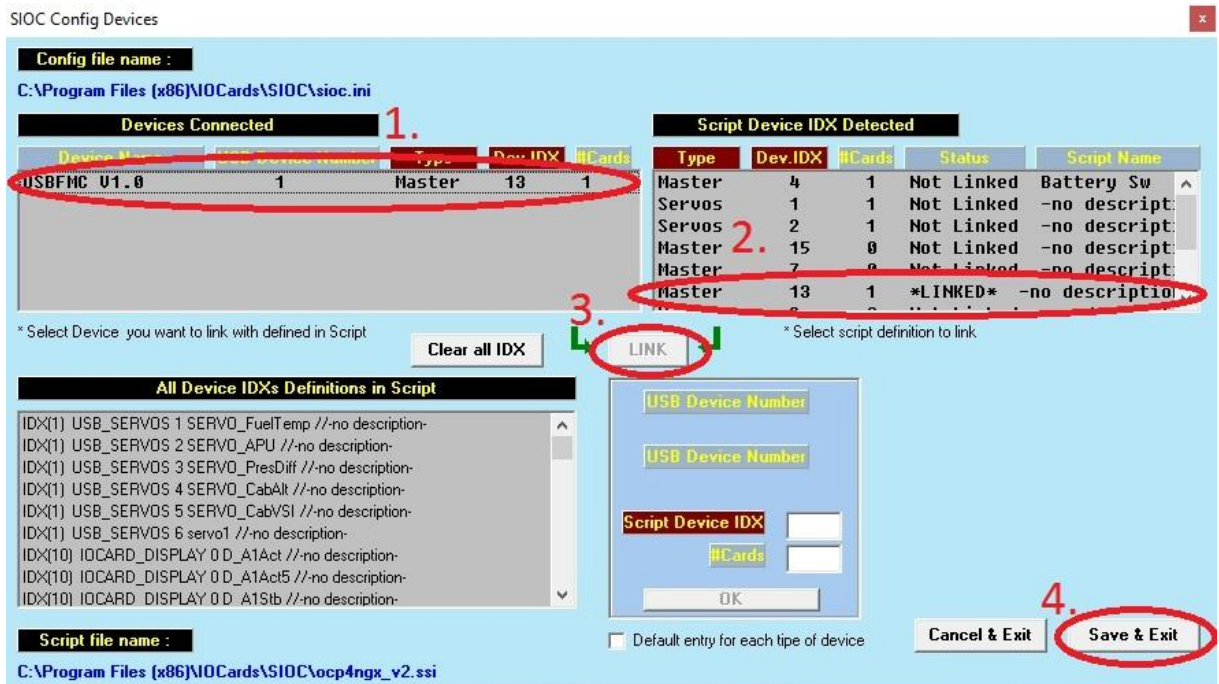 SIOC Config Devices
x
Config file name :
C:\Program Files (x86)\IOCards\SIOC\sioc.ini
Devices Connected
1.
Device Name USB Device Number Type Dev.IDX #Cards
USBFMC V1.0 1 Master 13 1
* Select Device you want to link with defined in Script
Script Device IDX Detected
Type Dev.IDX #Cards Status Script Name
Master 4 1 Not Linked Battery Sw
Servos 1 1 Not Linked -no descript
Servos 2 1 Not Linked -no descript
2.
Master 15 0 Not Linked -no descript
Master 7 0 Not Linked -no descript
Master 13 1 *LINKED* -no descriptio
* Select script definition to link
3.
Clear all IDX
LINK
All Device IDXs Definitions in Script
IDX(1) USB_SERVOS 1 SERVO_FuelTemp //-no description-
IDX(1) USB_SERVOS 2 SERVO_APU //-no description-
IDX(1) USB_SERVOS 3 SERVO_PresDiff //-no description-
IDX(1) USB_SERVOS 4 SERVO_CabAlt //-no description-
IDX(1) USB_SERVOS 5 SERVO_CabVSI //-no description-
IDX(1) USB_SERVOS 6 servo1 //-no description-
IDX(10) IOCARD_DISPLAY 0 D_A1Act //-no description-
IDX(10) IOCARD_DISPLAY 0 D_A1Act5 //-no description-
IDX(10) IOCARD_DISPLAY 0 D_A1Stb //-no description-
USB Device Number
USB Device Number
Script Device IDX
#Cards
OK
Default entry for each tipe of device
4.
Cancel & Exit
Save & Exit
Script file name :
C:\Program Files (x86)\IOCards\SIOC\ocp4ngx_v2.ssi